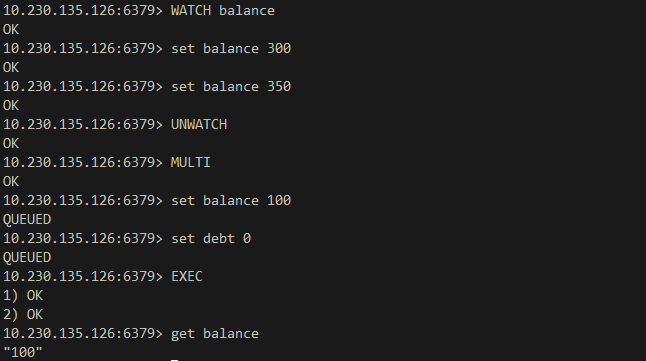 10.230.135.126:6379> WATCH balance
OK
10.230.135.126:6379> set balance 300
OK
10.230.135.126:6379> set balance 350
OK
10.230.135.126:6379> UNWATCH
OK
10.230.135.126:6379> MULTI
OK
10.230.135.126:6379> set balance 100
QUEUED
10.230.135.126:6379> set debt 0
QUEUED
10.230.135.126:6379> EXEC
1) OK
2) OK
10.230.135.126:6379> get balance
"100"